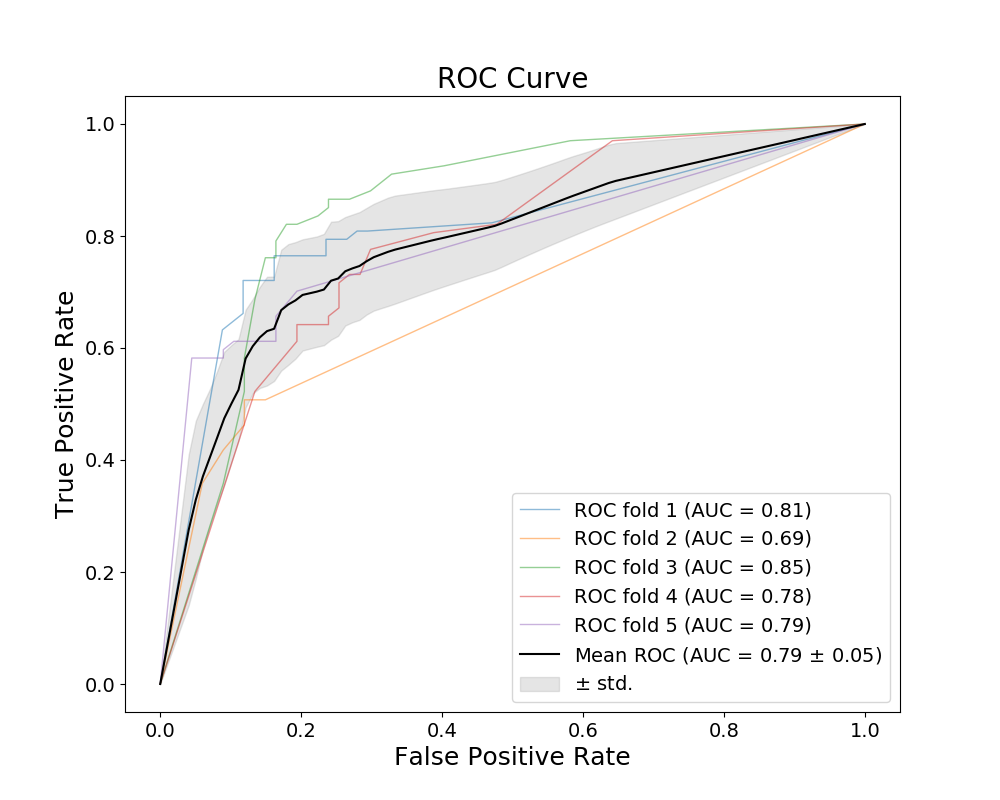 ROC Curve
True Positive Rate
1.0
0.8
0.6
0.4
0.2
0.0
ROC fold 1 (AUC = 0.81)
ROC fold 2 (AUC = 0.69)
ROC fold 3 (AUC = 0.85)
ROC fold 4 (AUC = 0.78)
ROC fold 5 (AUC = 0.79)
Mean ROC (AUC = 0.79 ± 0.05)
± std.
0.0 0.2 0.4 0.6 0.8 1.0
False Positive Rate